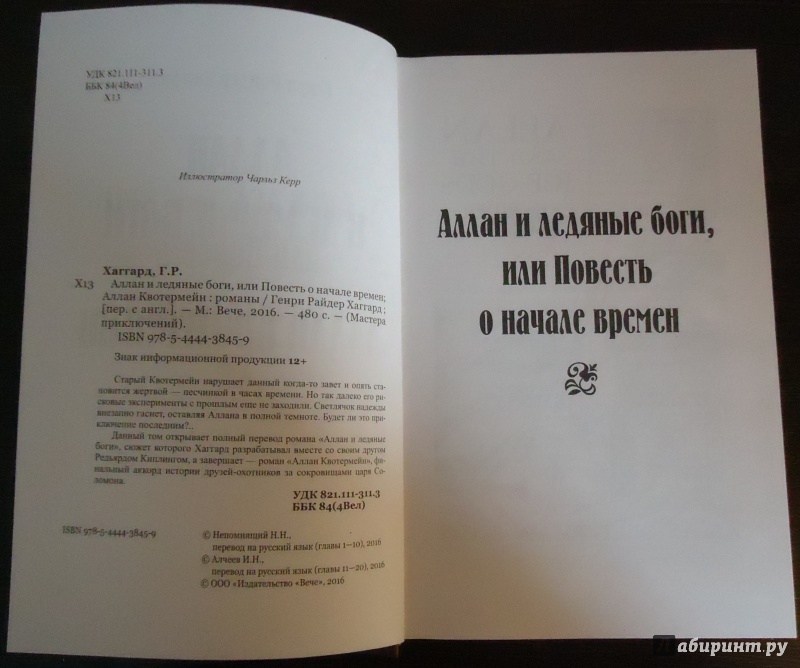 УДК 821.111-311.3
ББК 84(4Вел)
Х13
Иллюстратор Чарльз Керр
Хаггард, Г.Р.
Х13 Аллан и ледяные боги, или Повесть о начале времен;
Аллан Квотермейн : романы / Генри Райдер Хаггард ;
[пер. с англ.]. — М.: Вече, 2016. — 480 с. — (Мастера
приключений).
ISBN 978-5-4444-3845-9
Знак информационной продукции 12+
Старый Квотермейн нарушает данный когда-то завет и опять ста-
новится жертвой — песчинкой в часах времени. Но так далеко его рис-
ковые эксперименты с прошлым еще не заходили. Светлячок надежды
внезапно гаснет, оставляя Аллана в полной темноте. Будет ли это при-
ключение последним?..
Данный том открывает полный перевод романа «Аллан и ледяные
боги», сюжет которого Хаггард разрабатывал вместе со своим другом
Редьярдом Киплингом, а завершает — роман «Аллан Квотермейн», фи-
нальный аккорд истории друзей-охотников за сокровищами царя Со-
ломона.
УДК 821.111-311.3
ББК 84(4Вел)
ISBN 978-5-4444-3845-9
© Непомнящий Н.Н.,
перевод на русский язык (главы 1–10), 2016
© Алчеев И.Н.,
перевод на русский язык (главы 11–20), 2016
© ООО «Издательство «Вече», 2016
Аллан и ледяные боги,
или Повесть
о начале времен
Лабиринт.ру